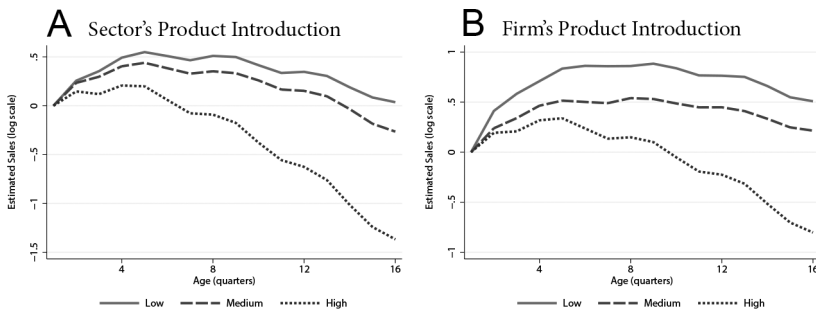 A Sector's Product Introduction
Estimated Sales (log scale)
.5
0
-.5
-1
-1.5
4
8
12
16
Age (quarters)
Low
Medium
High
B Firm's Product Introduction
Estimated Sales (log scale)
1
.5
0
-.5
-1
4
8
12
16
Age (quarters)
Low
Medium
High